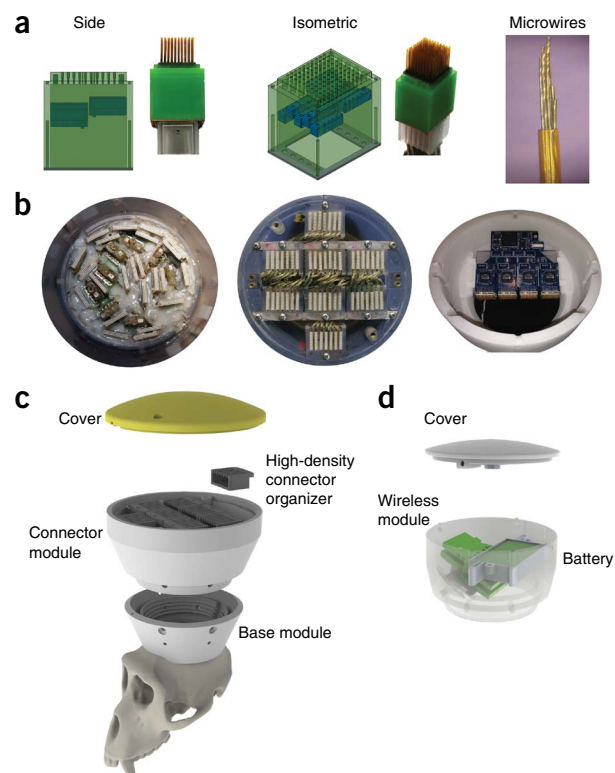 a
Side
Isometric
Microwires
b
c
Cover
High-density
connector
organizer
Connector
module
Base module
d
Cover
Wireless
module
Battery